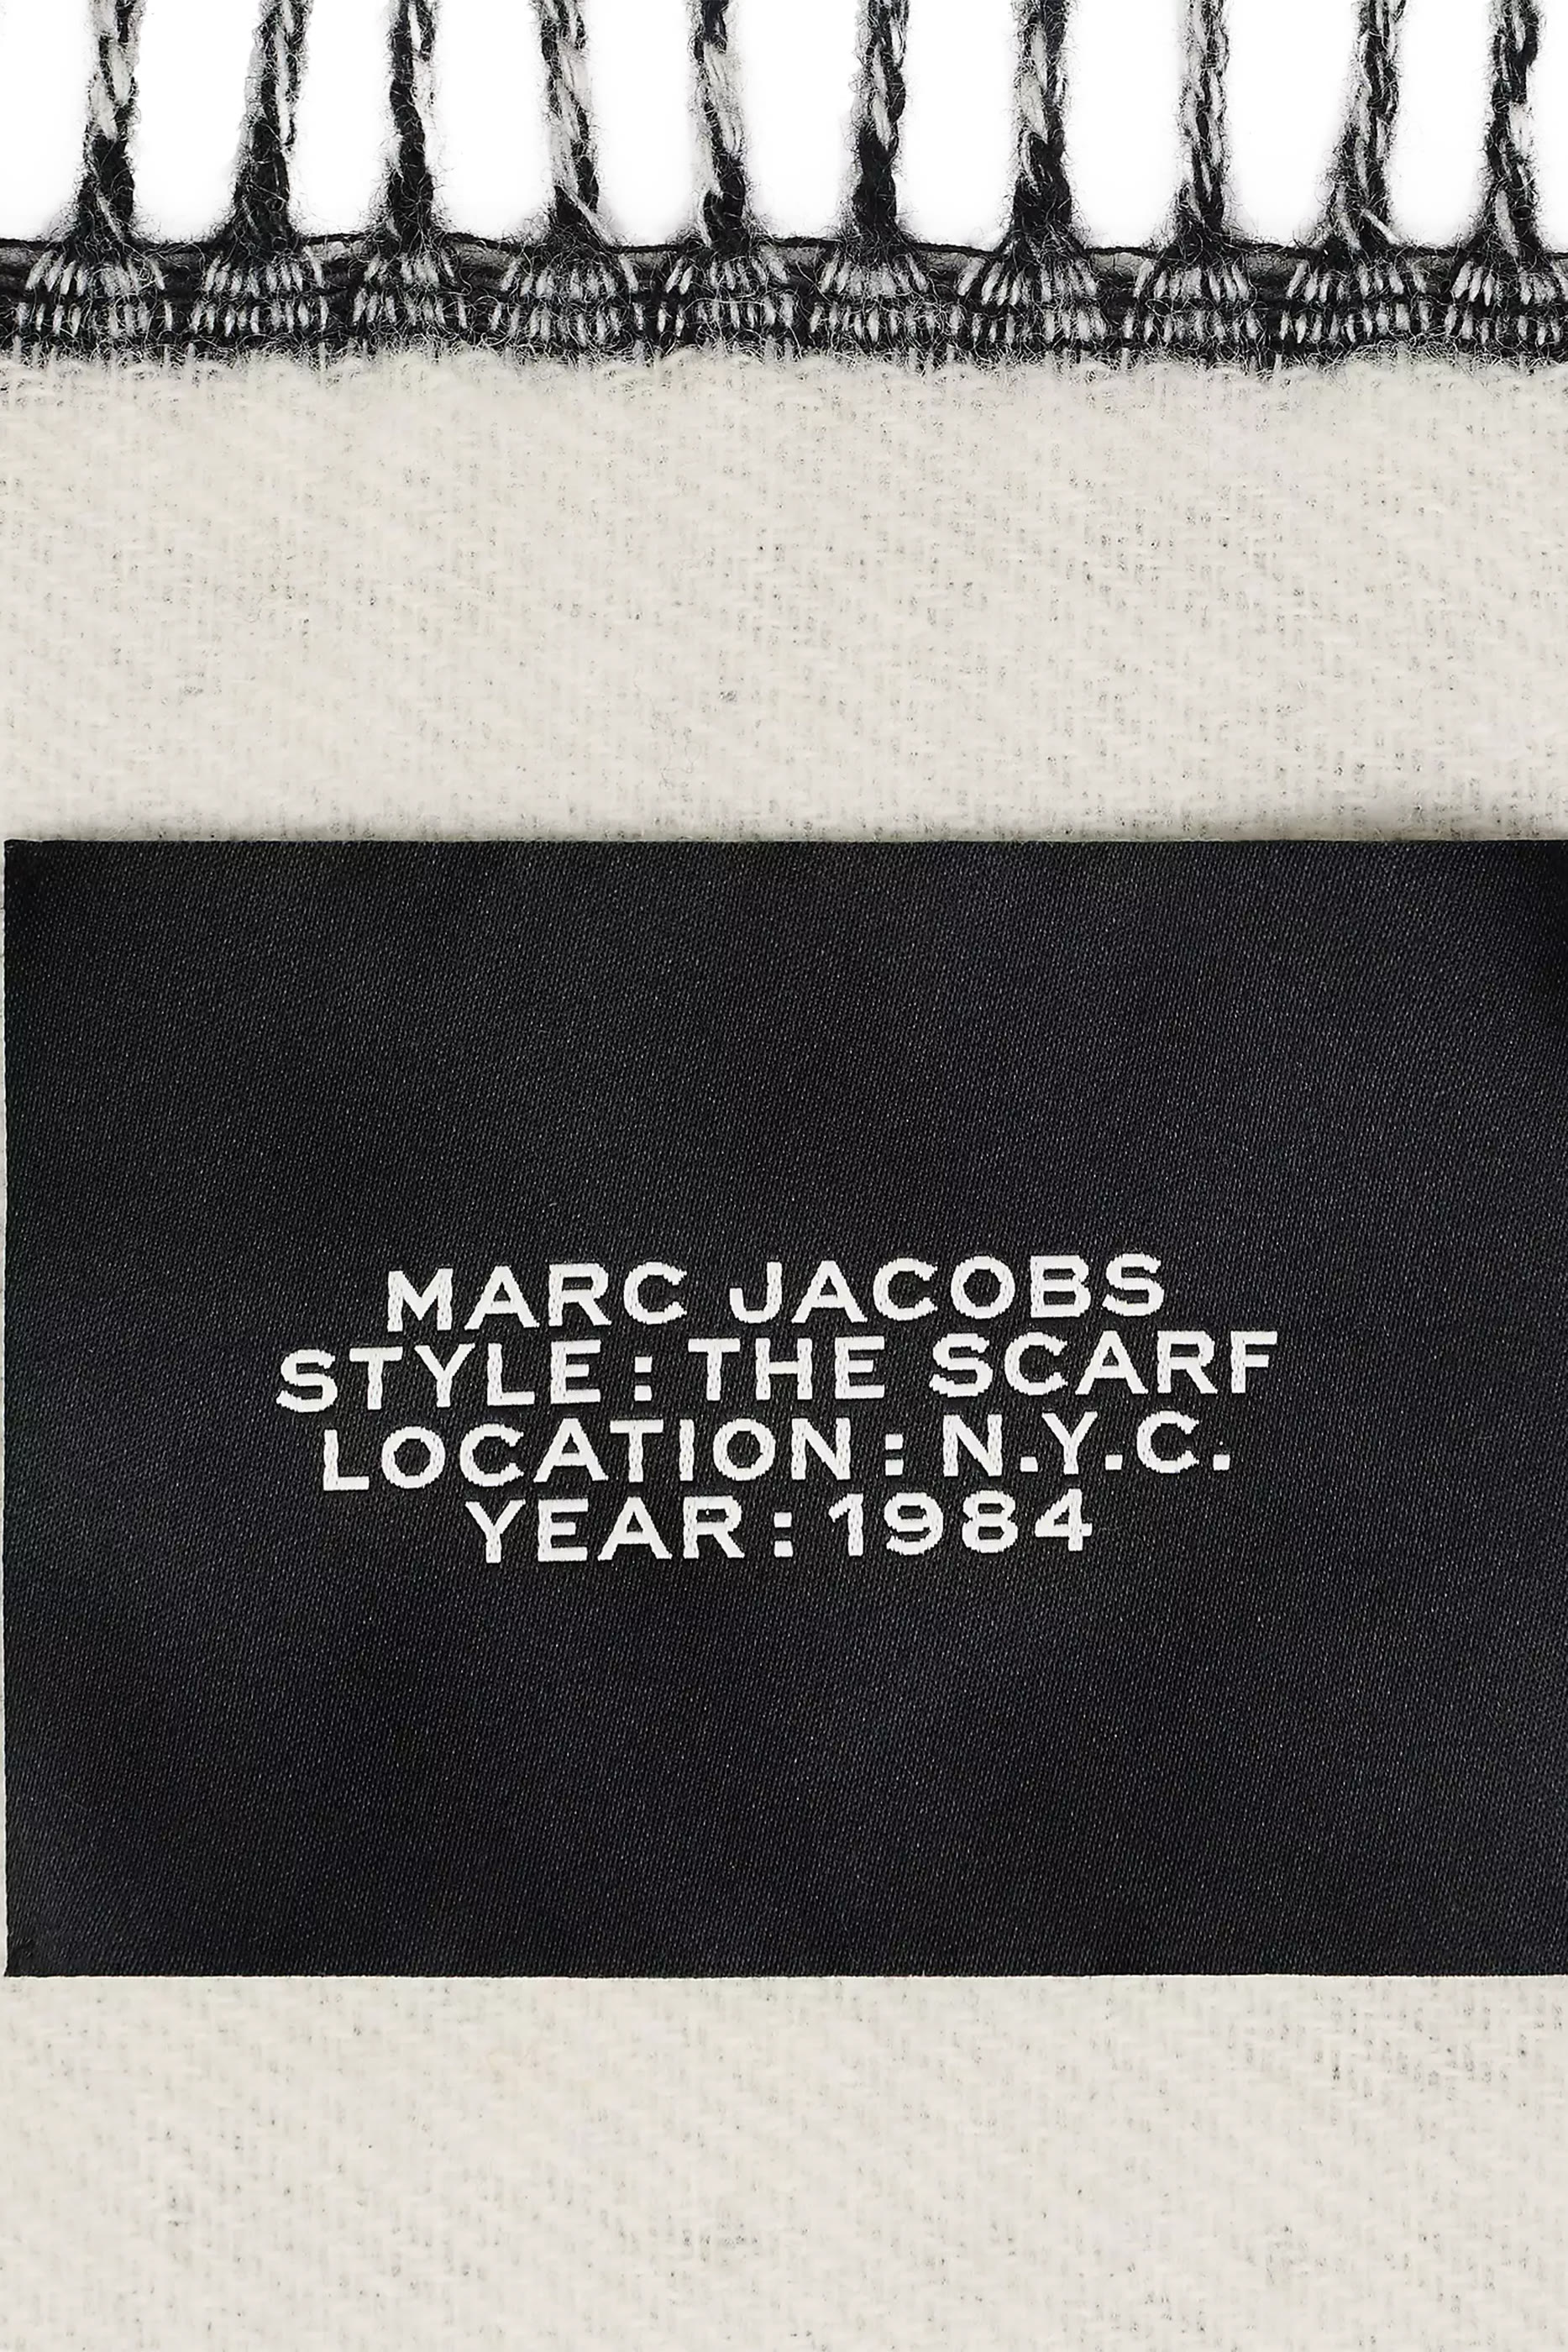 MARC JACOBS
STYLE : THE SCARF
LOCATION : N.Y.C.
YEAR : 1984